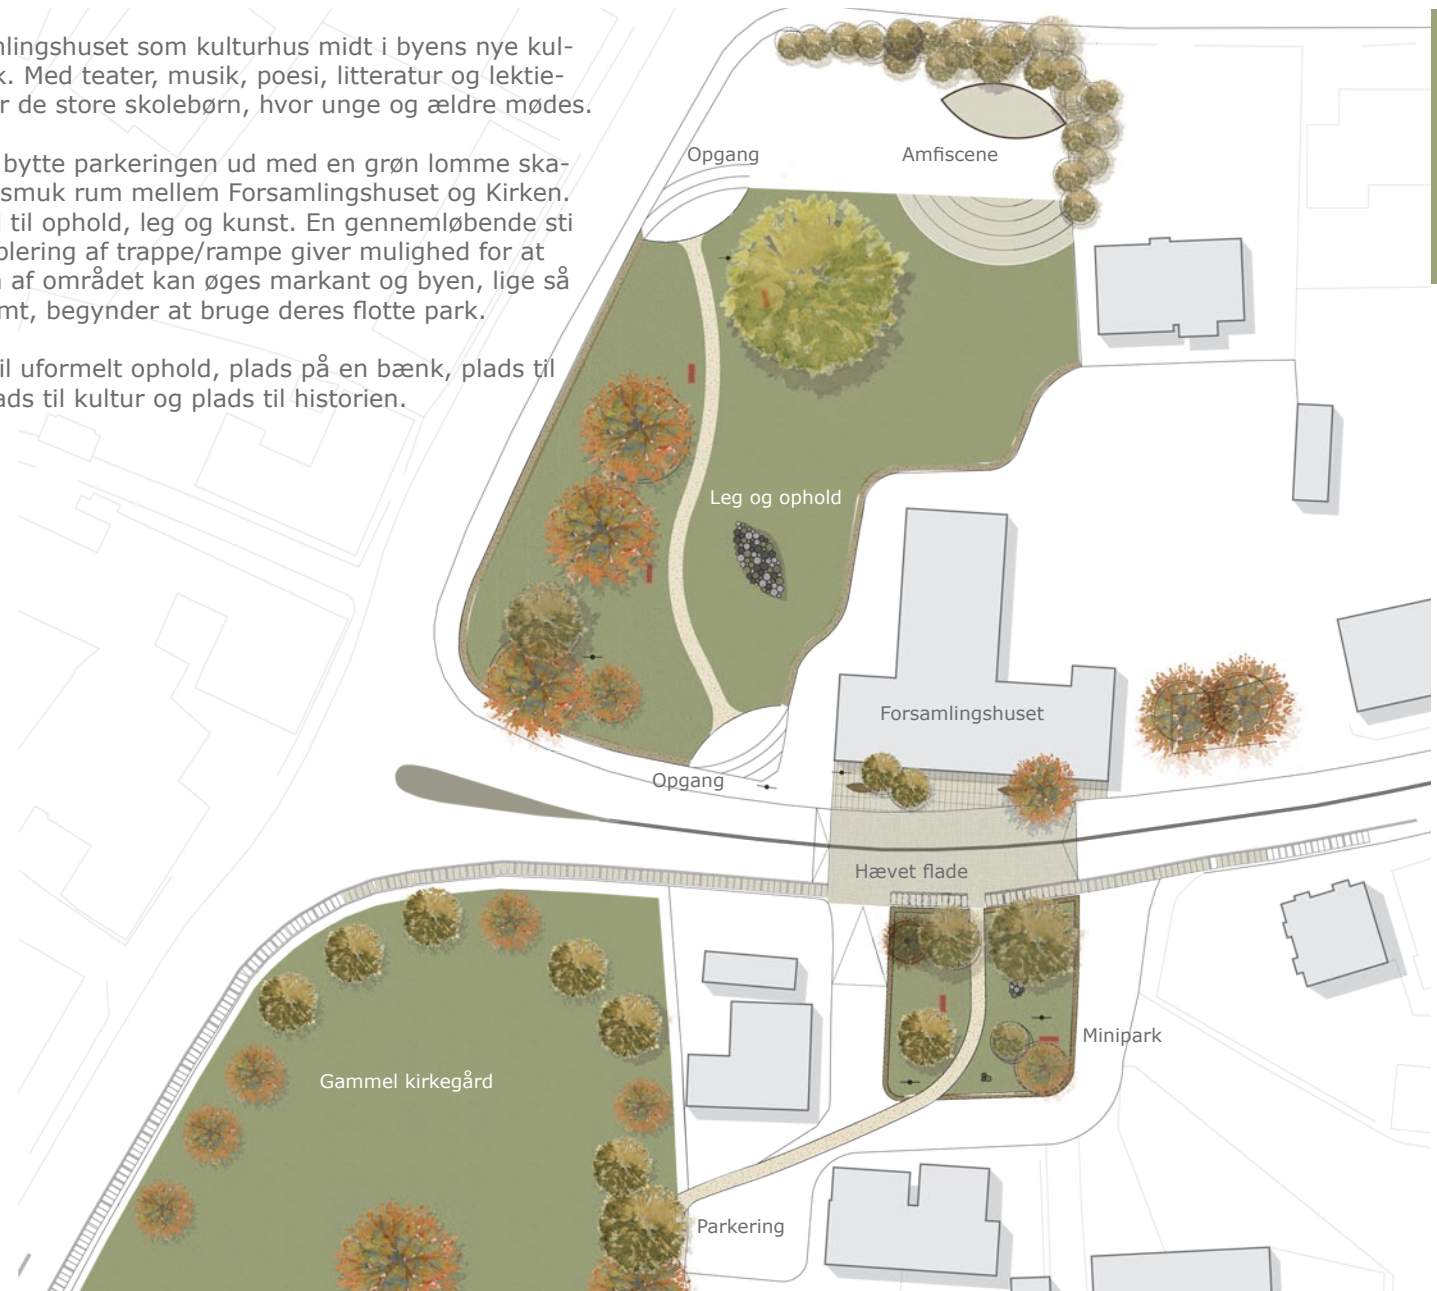 nlingshuset som kulturhus midt i byens nye kul-
k. Med teater, musik, poesi, litteratur og lektie-
r de store skolebørn, hvor unge og ældre mødes.
bytte parkeringen ud med en grøn lomme ska-
smuk rum mellem Forsamlingshuset og Kirken.
l til ophold, leg og kunst. En gennemløbende sti
blering af trappe/rampe giver mulighed for at
n af området kan øges markant og byen, lige så
mt, begynder at bruge deres flotte park.
til uformelt ophold, plads på en bænk, plads til
ads til kultur og plads til historien.
Opgang
Amfiscene
Leg og ophold
Forsamlingshuset
Opgang
Hævet flade
Minipark
Gammel kirkegård
Parkering